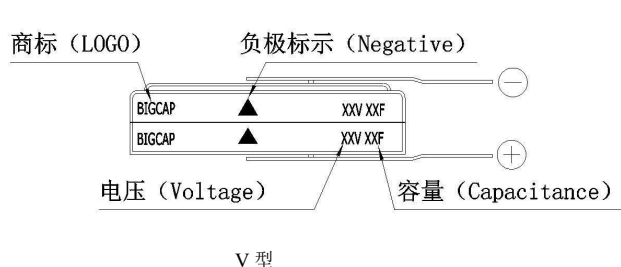 商标（LOGO） 负极标示（Negative）
BIGCAP ▲ XXV XXF
BIGCAP ▲ XXV XXF
电压（Voltage） 容量（Capacitance）
V 型